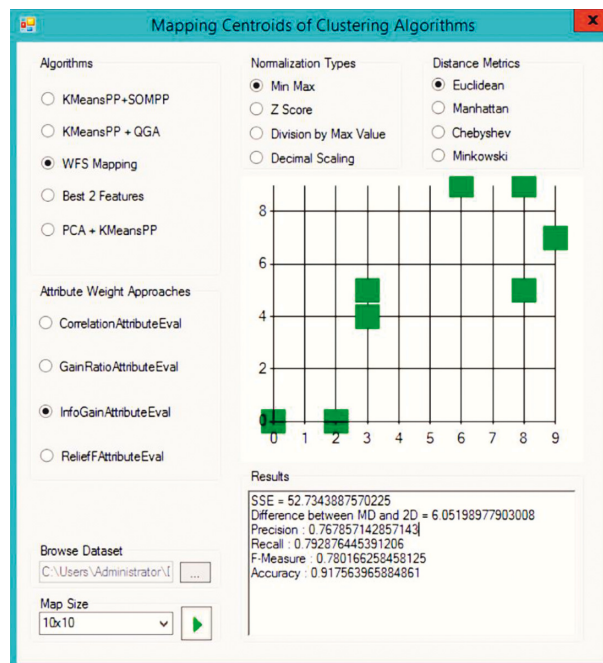 Mapping Centroids of Clustering Algorithms
x
Algorithms
KMeansPP+SOMPP
KMeansPP + QGA
WFS Mapping
Best 2 Features
PCA + KMeansPP
Normalization Types
Min Max
Z Score
Division by Max Value
Decimal Scaling
Distance Metrics
Euclidean
Manhattan
Chebyshev
Minkowski
Attribute Weight Approaches
CorrelationAttributeEval
GainRatioAttributeEval
InfoGainAttributeEval
ReliefFAttributeEval
8
6
4
2
0
0 1 2 3 4 5 6 7 8 9
Results
SSE = 52.7343887570225
Difference between MD and 2D = 6.05198977903008
Precision : 0.767857142857143
Recall : 0.792876445391206
F-Measure : 0.780166258458125
Accuracy : 0.917563965884861
Browse Dataset
C:\Users\Administrator\[
...
Map Size
10x10